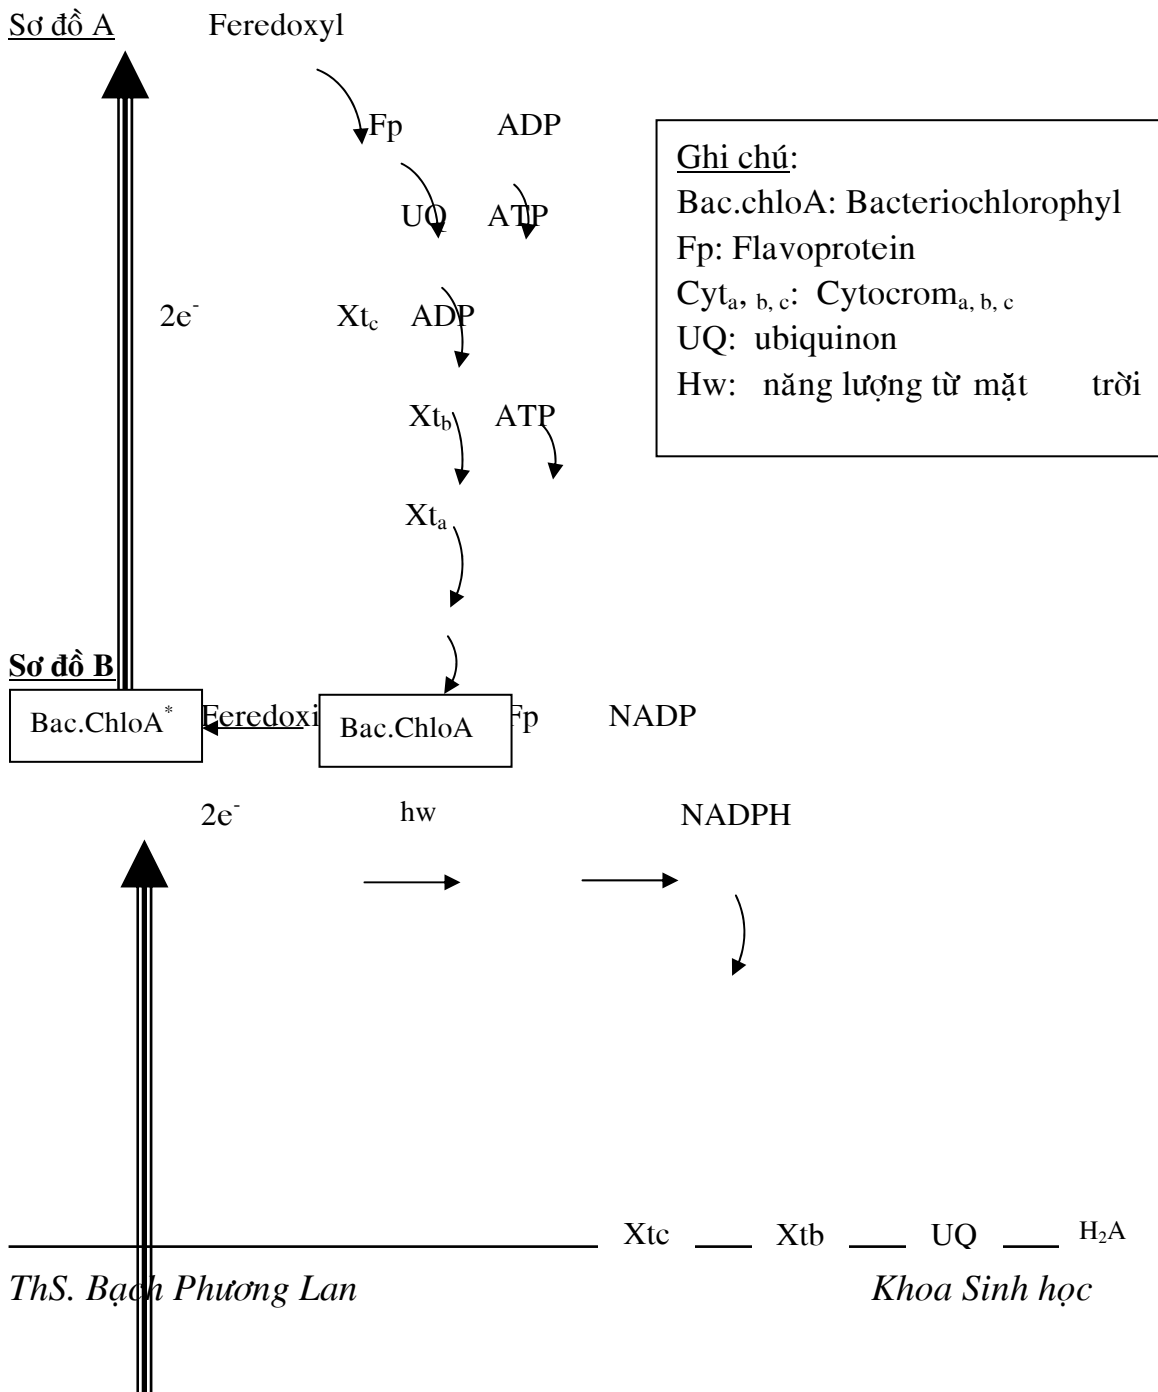 Sơ đồ A Feredoxyl
Fp ADP
UQ ATP
2e⁻ Xtc ADP
Xtb ATP
Xta
Ghi chú:
Bac.chloA: Bacteriochlorophyl
Fp: Flavoprotein
Cyta, b, c: Cytocroma, b, c
UQ: ubiquinon
Hw: năng lượng từ mặt trời
Sơ đồ B
Bac.ChloA* Feredoxi Bac.ChloA Fp NADP
2e⁻ hw NADPH
Xtc Xtb UQ H₂A
ThS. Bạch Phương Lan Khoa Sinh học